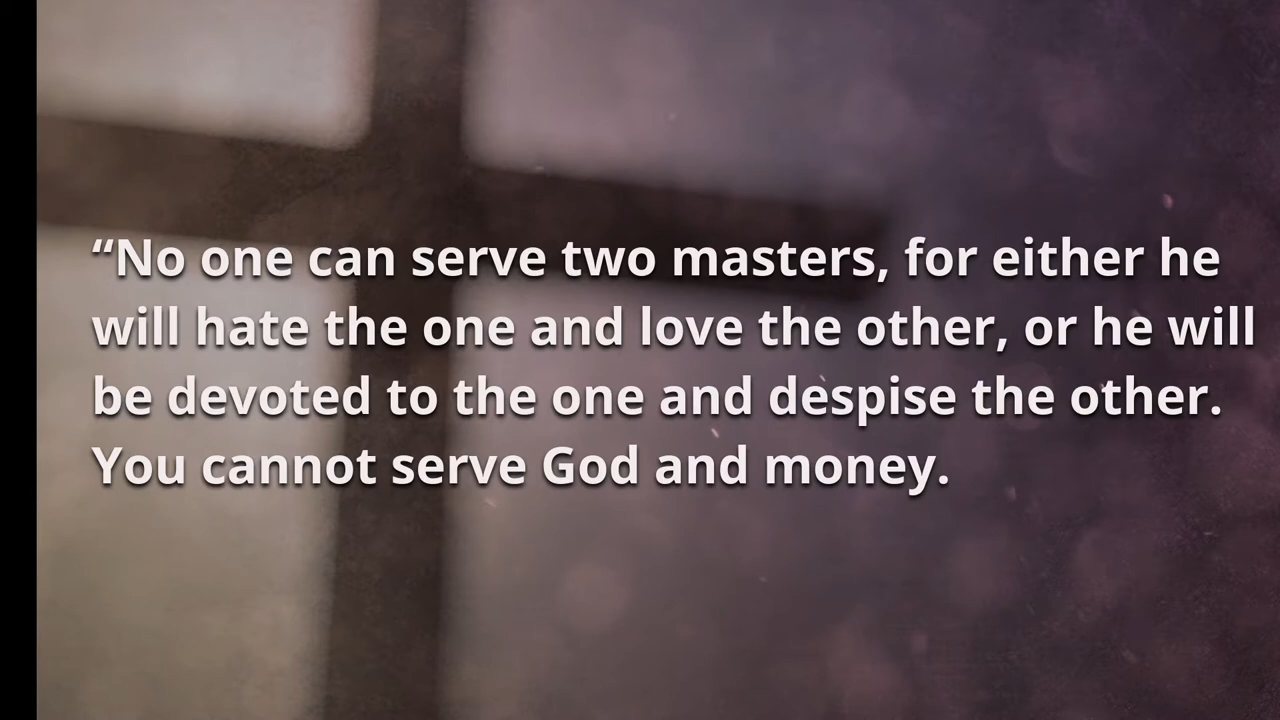 “No one can serve two masters, for either he
will hate the one and love the other, or he will
be devoted to the one and despise the other.
You cannot serve God and money.